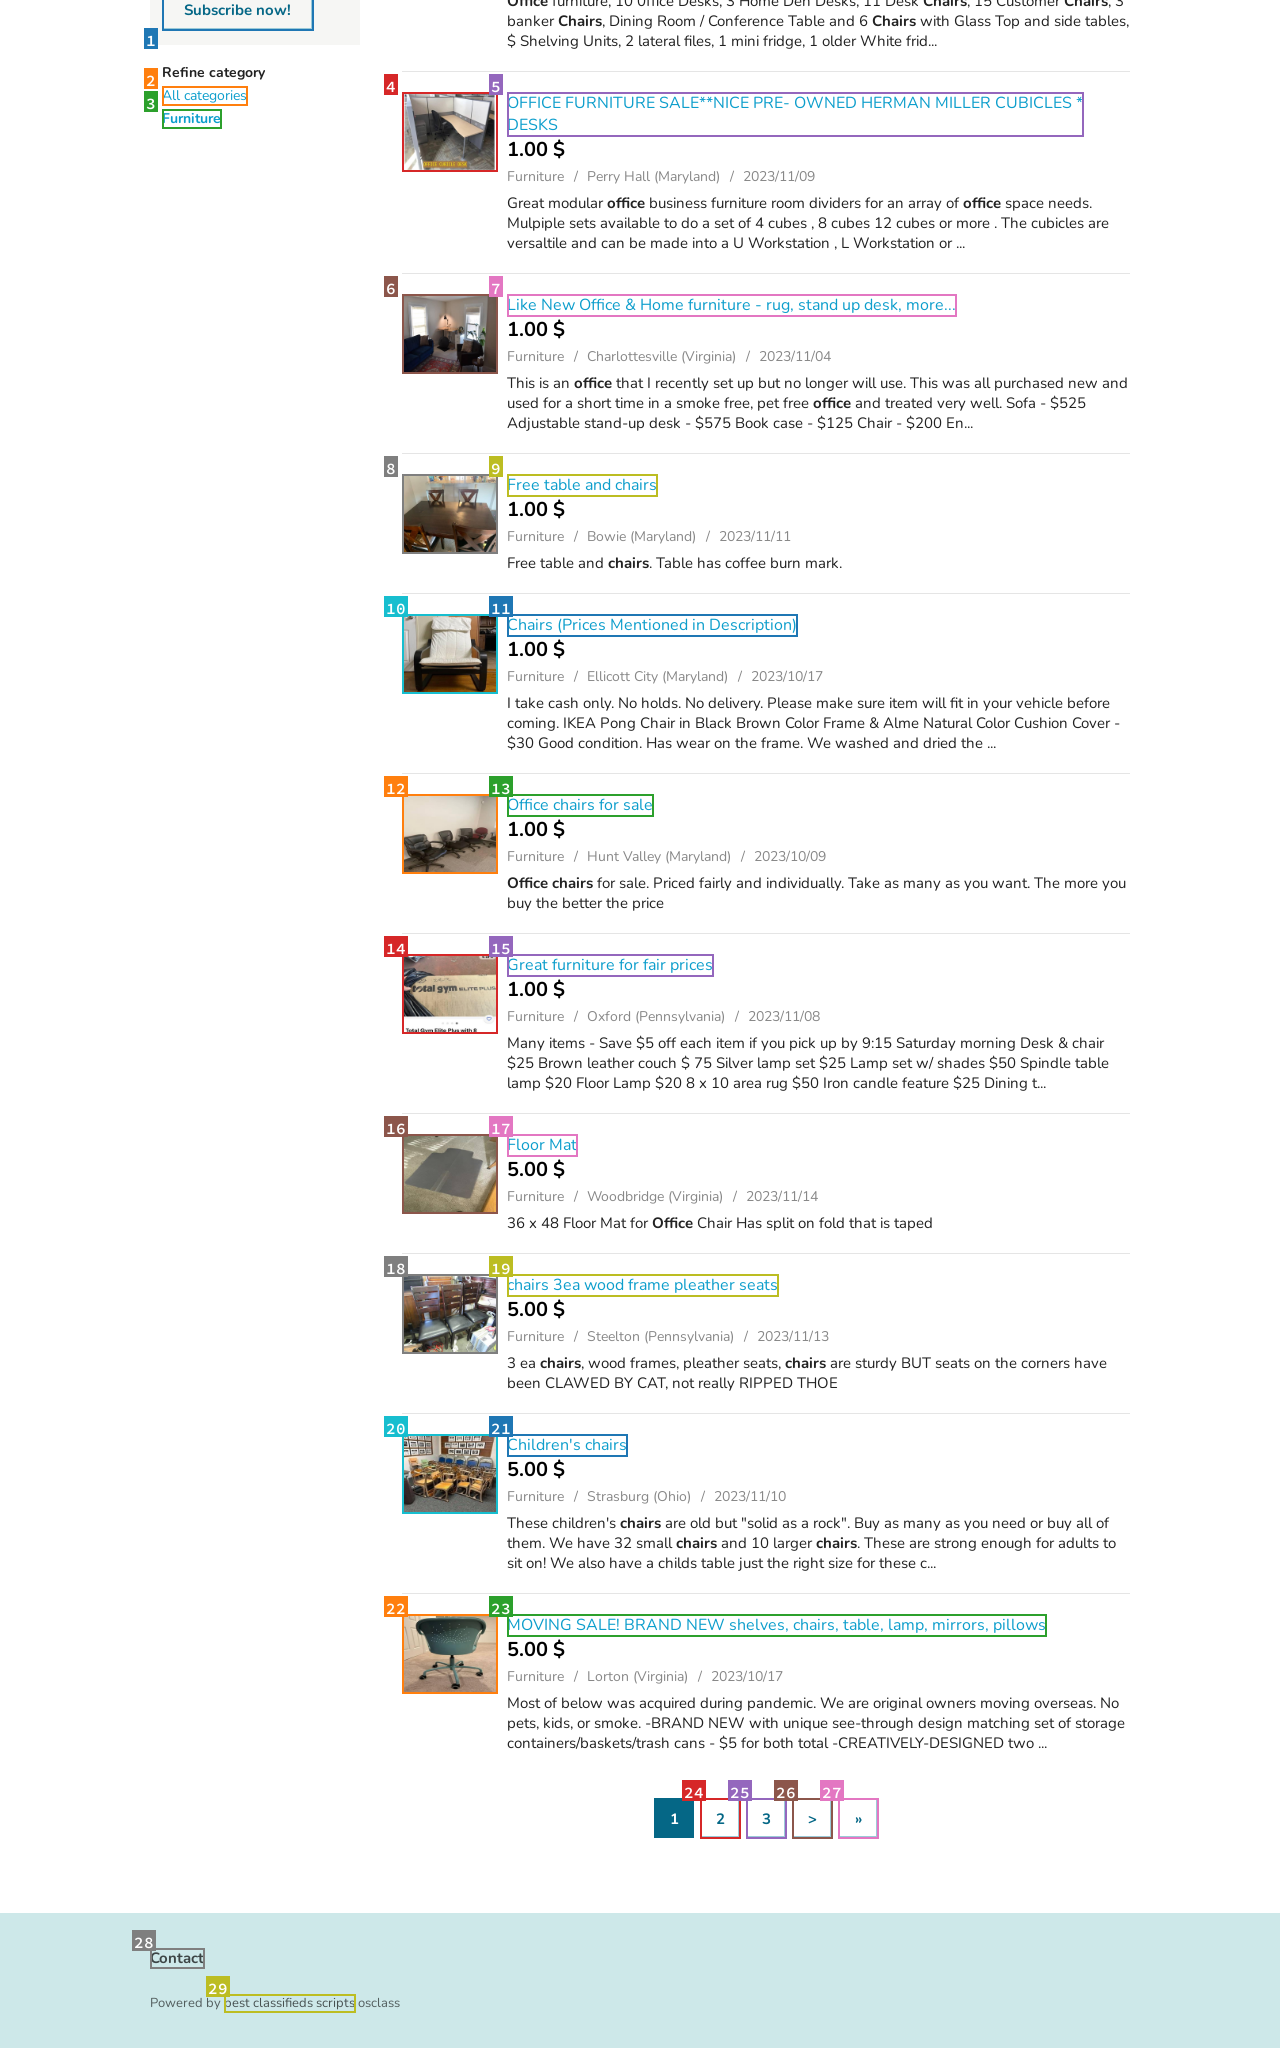 Subscribe now!
1
Refine category
2
All categories
3
Furniture
Office furniture, 10 0ffice Desks, 3 Home Den Desks, 11 Desk Chairs, 15 Customer Chairs, 3
banker Chairs, Dining Room / Conference Table and 6 Chairs with Glass Top and side tables,
$ Shelving Units, 2 lateral files, 1 mini fridge, 1 older White frid...
4
5
OFFICE FURNITURE SALE**NICE PRE- OWNED HERMAN MILLER CUBICLES *
DESKS
1.00 $
Furniture / Perry Hall (Maryland) / 2023/11/09
Great modular office business furniture room dividers for an array of office space needs.
Mulpiple sets available to do a set of 4 cubes , 8 cubes 12 cubes or more . The cubicles are
versaltile and can be made into a U Workstation , L Workstation or ...
6
7
Like New Office & Home furniture - rug, stand up desk, more...
1.00 $
Furniture / Charlottesville (Virginia) / 2023/11/04
This is an office that I recently set up but no longer will use. This was all purchased new and
used for a short time in a smoke free, pet free office and treated very well. Sofa - $525
Adjustable stand-up desk - $575 Book case - $125 Chair - $200 En...
8
9
Free table and chairs
1.00 $
Furniture / Bowie (Maryland) / 2023/11/11
Free table and chairs. Table has coffee burn mark.
10
11
Chairs (Prices Mentioned in Description)
1.00 $
Furniture / Ellicott City (Maryland) / 2023/10/17
I take cash only. No holds. No delivery. Please make sure item will fit in your vehicle before
coming. IKEA Pong Chair in Black Brown Color Frame & Alme Natural Color Cushion Cover -
$30 Good condition. Has wear on the frame. We washed and dried the ...
12
13
Office chairs for sale
1.00 $
Furniture / Hunt Valley (Maryland) / 2023/10/09
Office chairs for sale. Priced fairly and individually. Take as many as you want. The more you
buy the better the price
14
15
total gym ELITE PLUS
Total Gym Elite Plus with 8
Great furniture for fair prices
1.00 $
Furniture / Oxford (Pennsylvania) / 2023/11/08
Many items - Save $5 off each item if you pick up by 9:15 Saturday morning Desk & chair
$25 Brown leather couch $ 75 Silver lamp set $25 Lamp set w/ shades $50 Spindle table
lamp $20 Floor Lamp $20 8 x 10 area rug $50 Iron candle feature $25 Dining t...
16
17
Floor Mat
5.00 $
Furniture / Woodbridge (Virginia) / 2023/11/14
36 x 48 Floor Mat for Office Chair Has split on fold that is taped
18
19
chairs 3ea wood frame pleather seats
5.00 $
Furniture / Steelton (Pennsylvania) / 2023/11/13
3 ea chairs, wood frames, pleather seats, chairs are sturdy BUT seats on the corners have
been CLAWED BY CAT, not really RIPPED THOE
20
21
Children's chairs
5.00 $
Furniture / Strasburg (Ohio) / 2023/11/10
These children's chairs are old but "solid as a rock". Buy as many as you need or buy all of
them. We have 32 small chairs and 10 larger chairs. These are strong enough for adults to
sit on! We also have a childs table just the right size for these c...
22
23
MOVING SALE! BRAND NEW shelves, chairs, table, lamp, mirrors, pillows
5.00 $
Furniture / Lorton (Virginia) / 2023/10/17
Most of below was acquired during pandemic. We are original owners moving overseas. No
pets, kids, or smoke. -BRAND NEW with unique see-through design matching set of storage
containers/baskets/trash cans - $5 for both total -CREATIVELY-DESIGNED two ...
24 25 26 27
1 2 3 > »
28
Contact
29
Powered by best classifieds scripts osclass